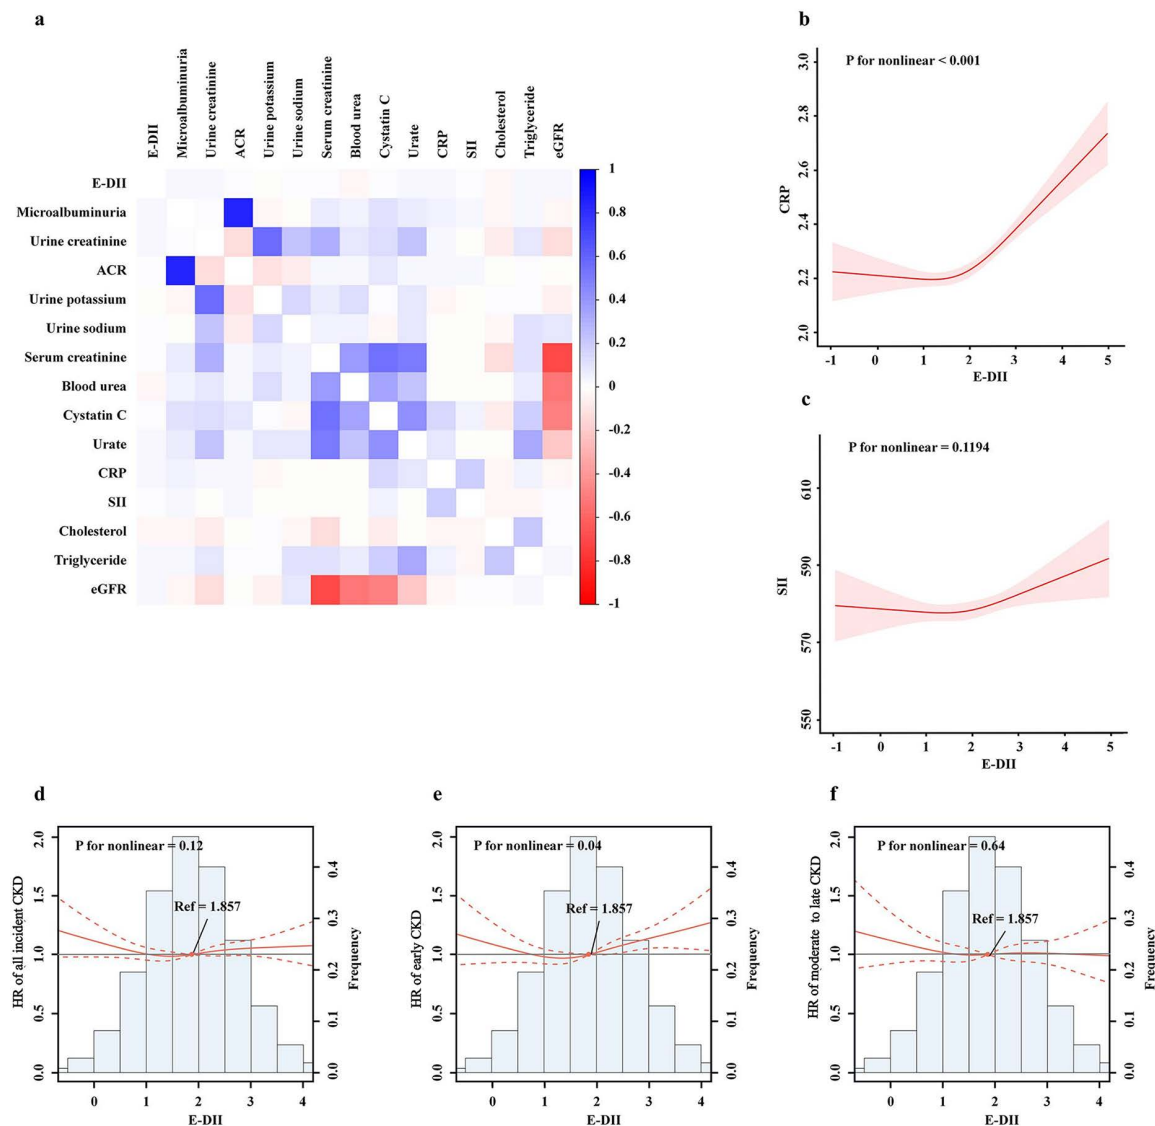 a
E-DII
Microalbuminuria
Urine creatinine
ACR
Urine potassium
Urine sodium
Serum creatinine
Blood urea
Cystatin C
Urate
CRP
SII
Cholesterol
Triglyceride
eGFR
E-DII
Microalbuminuria
Urine creatinine
ACR
Urine potassium
Urine sodium
Serum creatinine
Blood urea
Cystatin C
Urate
CRP
SII
Cholesterol
Triglyceride
eGFR
1
0.8
0.6
0.4
0.2
0
-0.2
-0.4
-0.6
-0.8
-1
b
P for nonlinear < 0.001
CRP
3.0
2.8
2.6
2.4
2.2
2.0
-1 0 1 2 3 4 5
E-DII
c
P for nonlinear = 0.1194
SII
610
590
570
550
-1 0 1 2 3 4 5
E-DII
d
P for nonlinear = 0.12
Ref = 1.857
HR of all incident CKD
2.0
1.5
1.0
0.5
0.0
Frequency
0.4
0.3
0.2
0.1
0.0
0 1 2 3 4
E-DII
e
P for nonlinear = 0.04
Ref = 1.857
HR of early CKD
2.0
1.5
1.0
0.5
0.0
Frequency
0.4
0.3
0.2
0.1
0.0
0 1 2 3 4
E-DII
f
P for nonlinear = 0.64
Ref = 1.857
HR of moderate to late CKD
2.0
1.5
1.0
0.5
0.0
Frequency
0.4
0.3
0.2
0.1
0.0
0 1 2 3 4
E-DII